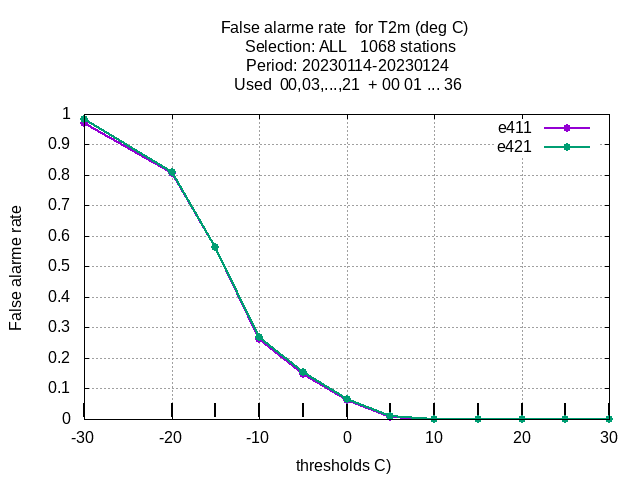 False alarme rate  for T2m (deg C)
Selection: ALL   1068 stations
Period: 20230114-20230124
Used  00,03,...,21  + 00 01 ... 36
e411
e421
False alarme rate
1
0.9
0.8
0.7
0.6
0.5
0.4
0.3
0.2
0.1
0
-30 -20 -10 0 10 20 30
thresholds C)